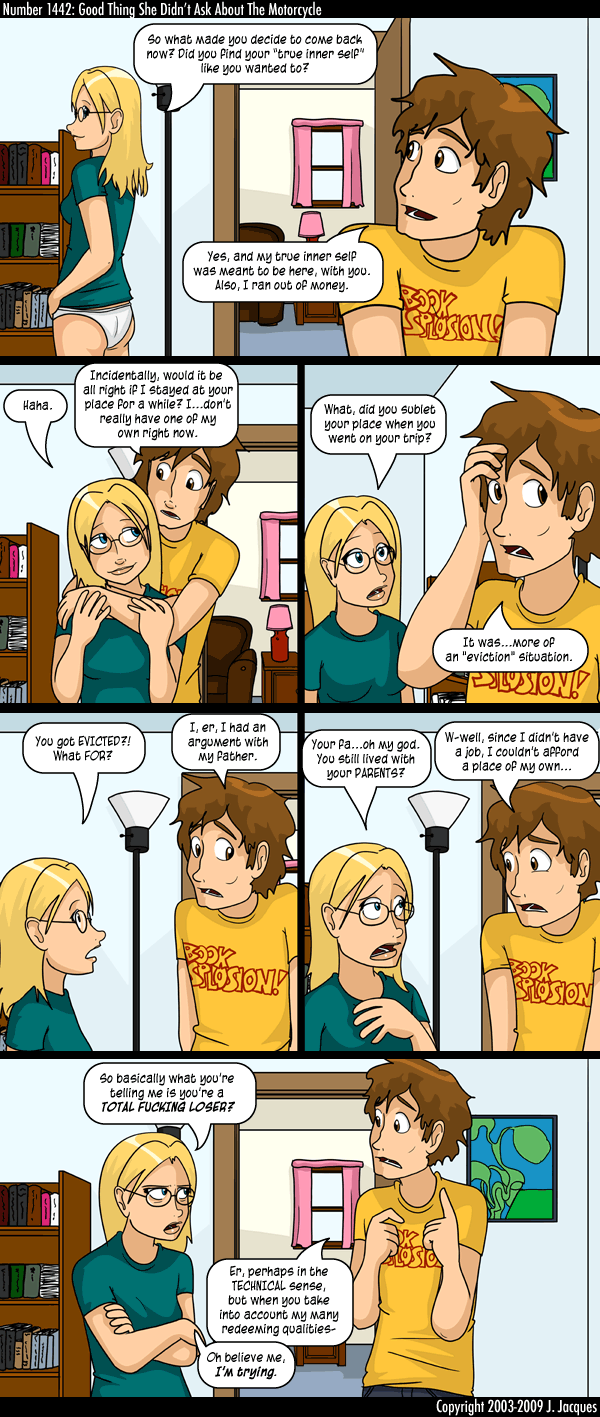 Number 1442: Good Thing She Didn't Ask About The Motorcycle
So what made you decide to come back
now? Did you find your "true inner self"
like you wanted to?
Yes, and my true inner self
was meant to be here, with you.
Also, I ran out of money.
BOOK
SPLOSION!
Haha.
Incidentally, would it be
all right if I stayed at your
place for a while? I...don't
really have one of my
own right now.
What, did you sublet
your place when you
went on your trip?
It was...more of
an "eviction" situation.
SPLOSION!
You got EVICTED?!
What FOR?
I, er, I had an
argument with
my father.
BOOK
SPLOSION!
Your fa...oh my god.
You still lived with
your PARENTS?
W-well, since I didn't have
a job, I couldn't afford
a place of my own...
BOOK
SPLOSION
So basically what you're
telling me is you're a
TOTAL FUCKING LOSER?
Er, perhaps in the
TECHNICAL sense,
but when you take
into account my many
redeeming qualities-
Oh believe me,
I'm trying.
Copyright 2003-2009 J. Jacques